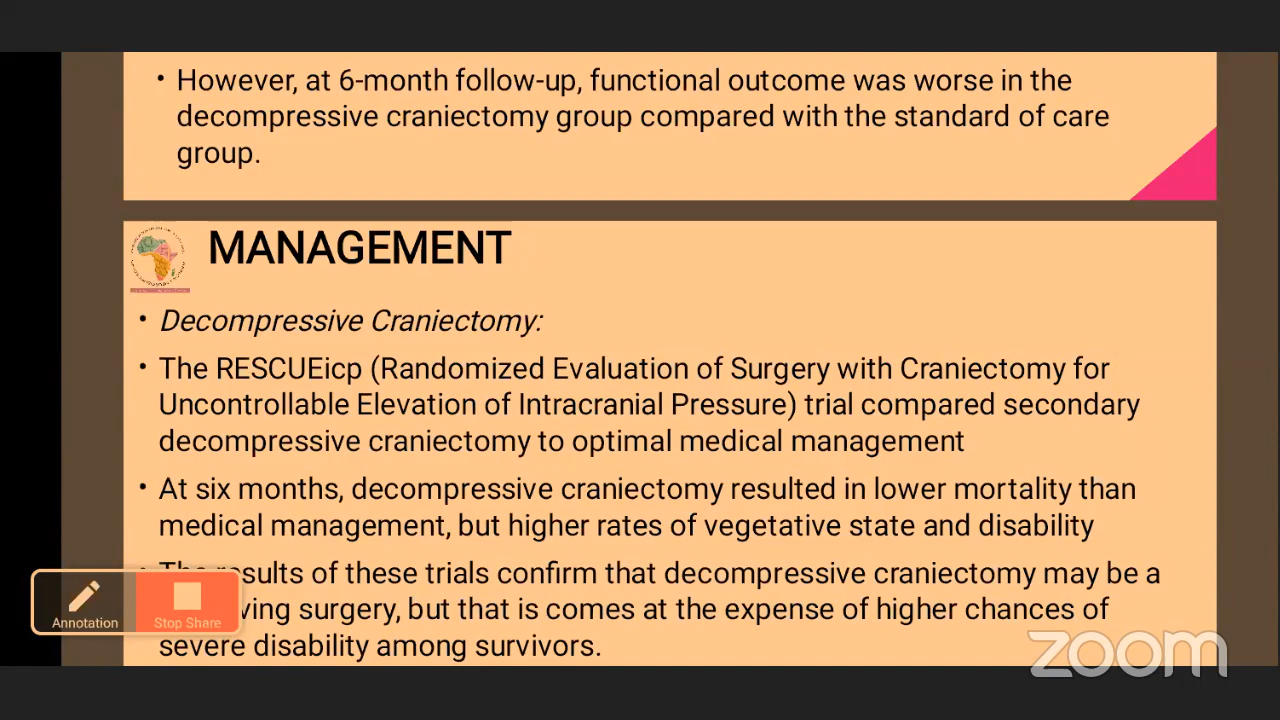 • However, at 6-month follow-up, functional outcome was worse in the
decompressive craniectomy group compared with the standard of care
group.
MANAGEMENT
• Decompressive Craniectomy:
• The RESCUEicp (Randomized Evaluation of Surgery with Craniectomy for
Uncontrollable Elevation of Intracranial Pressure) trial compared secondary
decompressive craniectomy to optimal medical management
• At six months, decompressive craniectomy resulted in lower mortality than
medical management, but higher rates of vegetative state and disability
• The results of these trials confirm that decompressive craniectomy may be a
surgery, but that is comes at the expense of higher chances of
severe disability among survivors.
Annotation
Stop Share
zoom